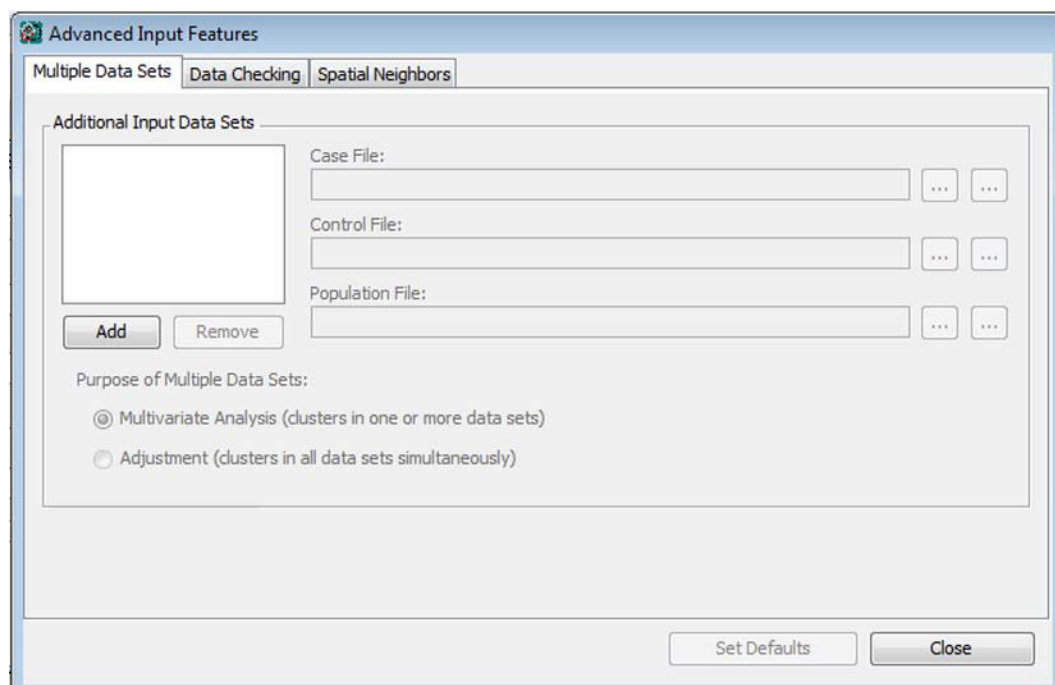 Advanced Input Features
Multiple Data Sets Data Checking Spatial Neighbors
Additional Input Data Sets
Case File:
... ...
Control File:
... ...
Population File:
... ...
Add Remove
Purpose of Multiple Data Sets:
Multivariate Analysis (clusters in one or more data sets)
Adjustment (clusters in all data sets simultaneously)
Set Defaults Close